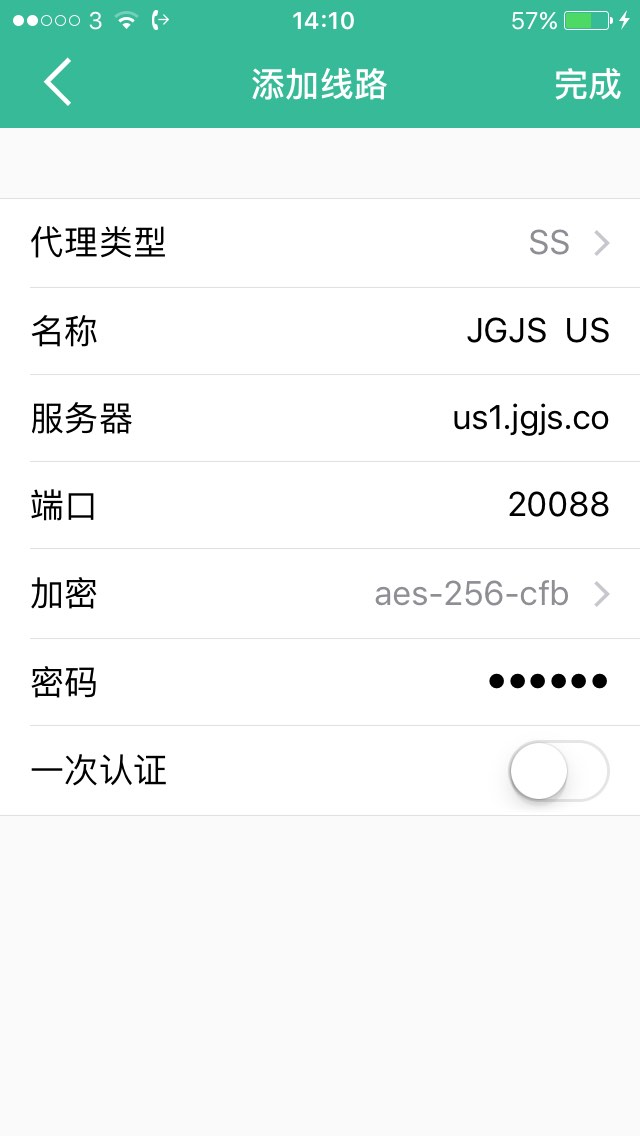 3 14:10 57%
添加线路 完成
代理类型 SS
名称 JGJS US
服务器 us1.jgjs.co
端口 20088
加密 aes-256-cfb
密码 ••••••
一次认证